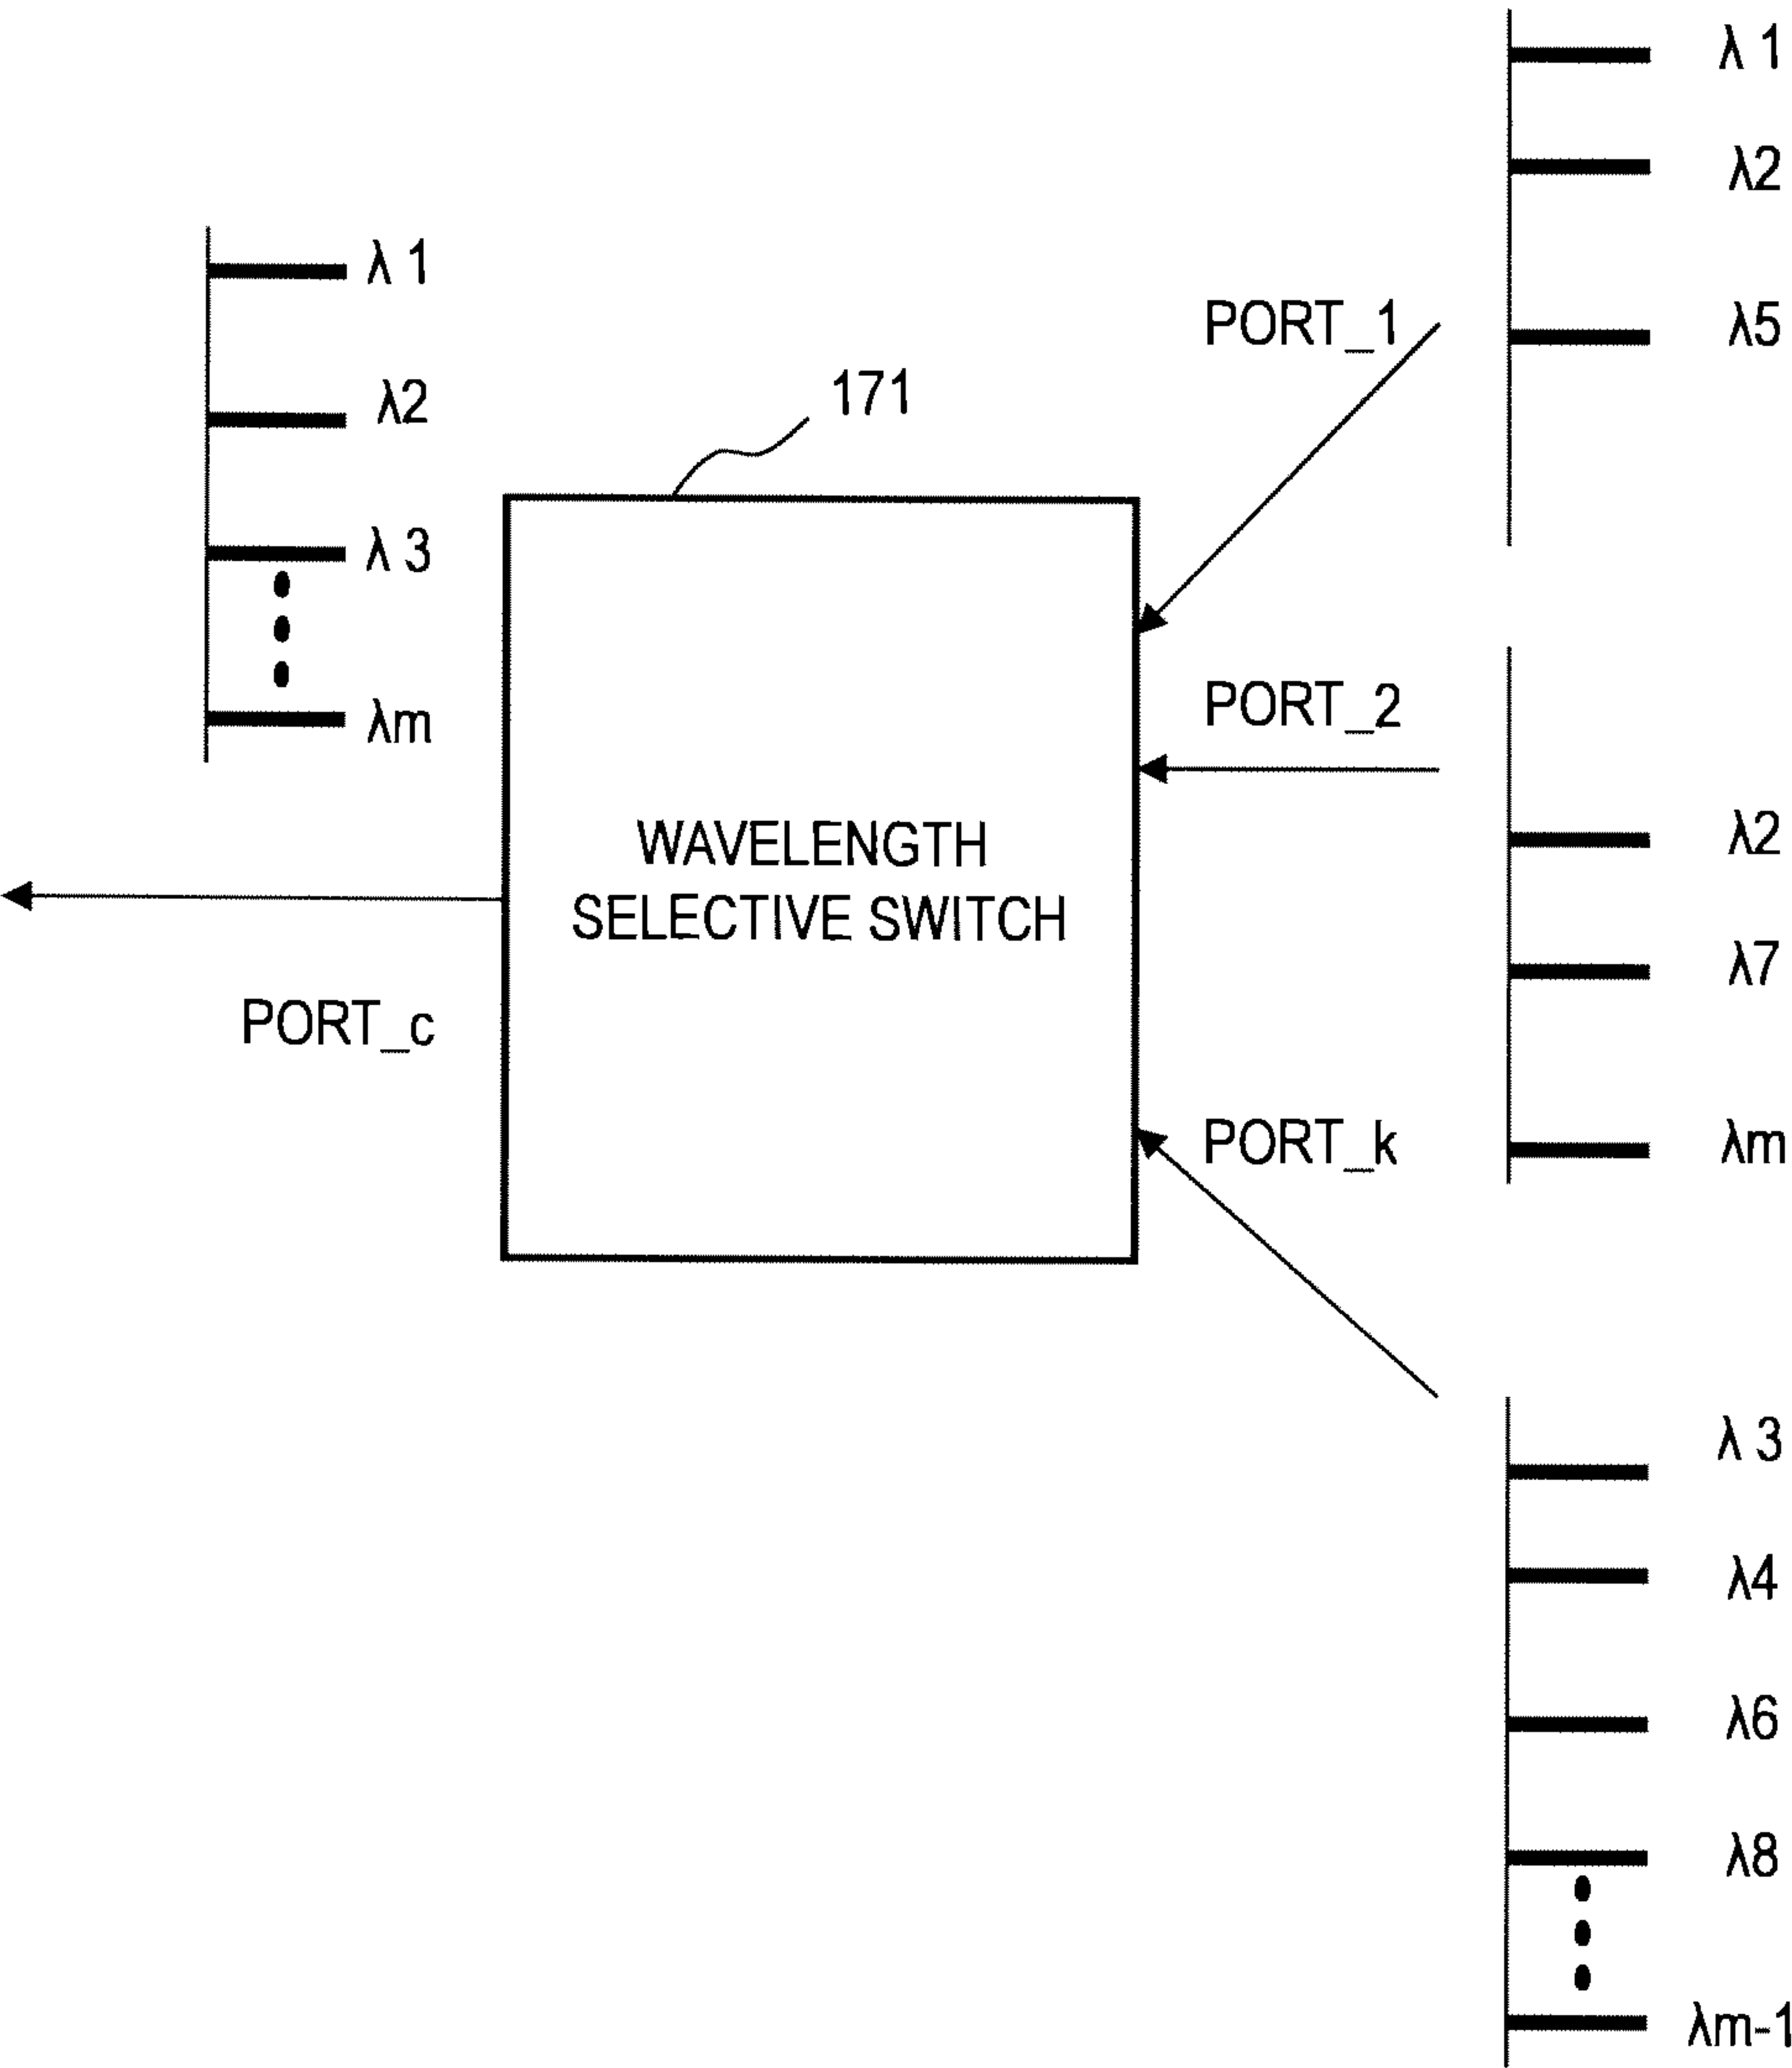 λ 1
λ2
λ5
PORT_1
λ 1
λ2
λ 3
λm
171
PORT_2
λ2
λ7
λm
WAVELENGTH
SELECTIVE SWITCH
PORT_c
PORT_k
λ 3
λ4
λ6
λ8
λm-1